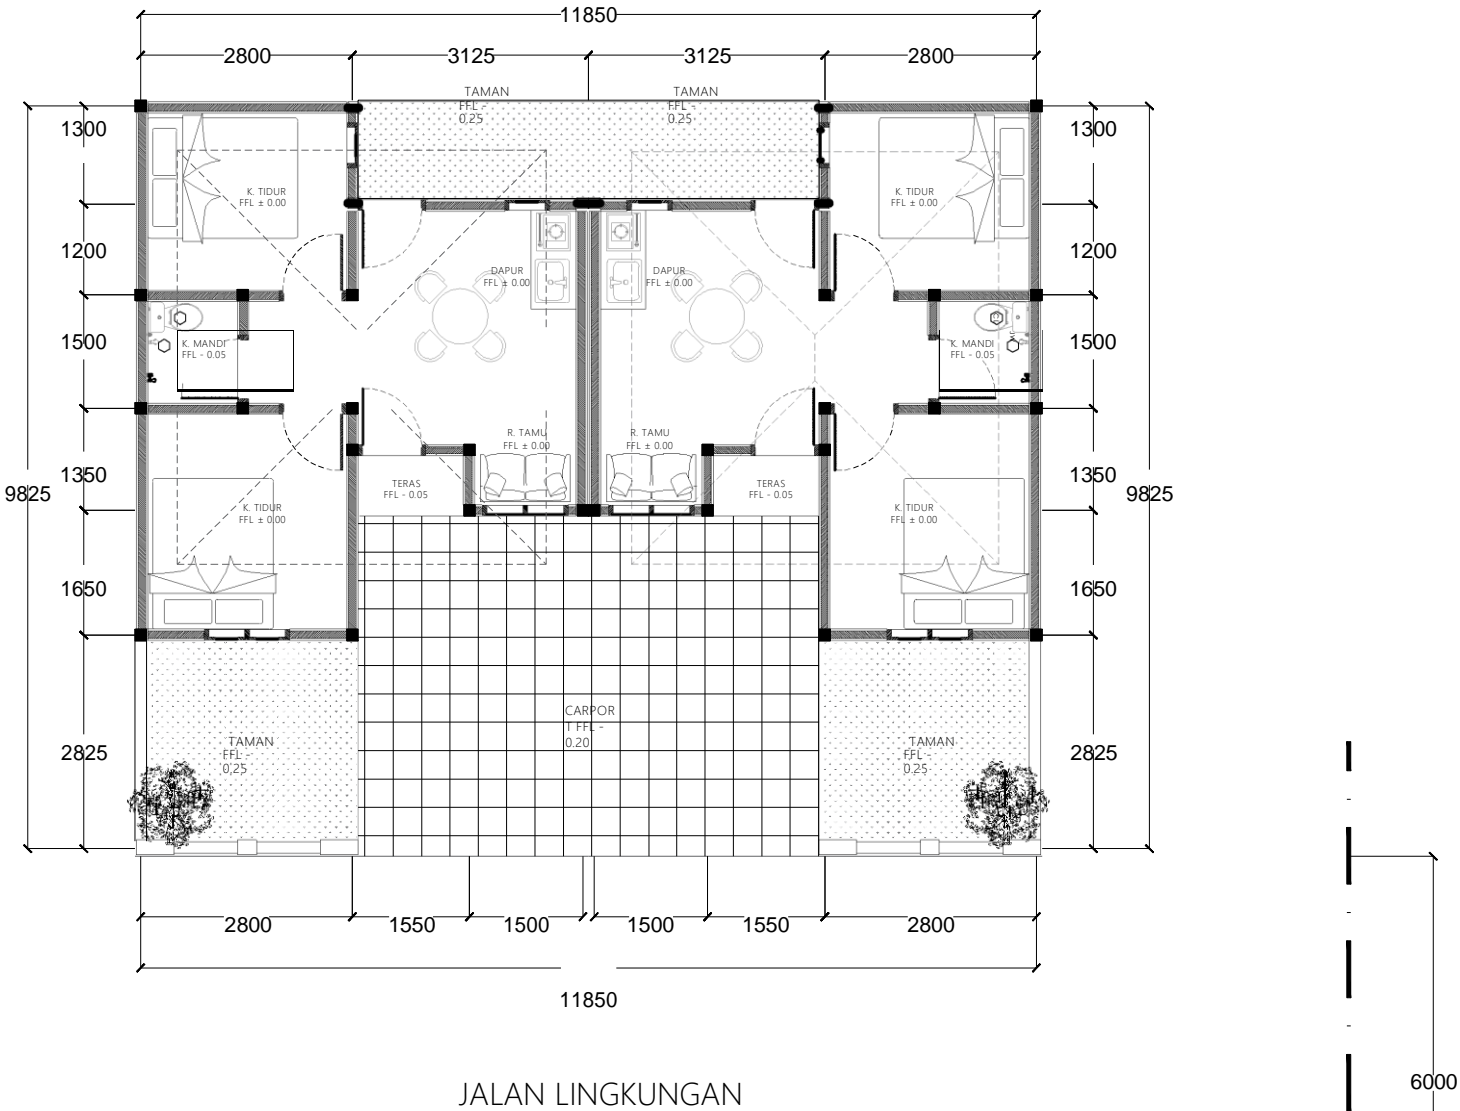 11850
2800
3125
3125
2800
TAMAN
FFL -
0.25
TAMAN
FFL -
0.25
1300
1300
K. TIDUR
FFL ± 0.00
K. TIDUR
FFL ± 0.00
1200
1200
DAPUR
FFL ± 0.00
DAPUR
FFL ± 0.00
1500
K. MANDI
FFL - 0.05
K. MANDI
FFL - 0.05
1500
R. TAMU
FFL ± 0.00
R. TAMU
FFL ± 0.00
1350
1350
TERAS
FFL - 0.05
TERAS
FFL - 0.05
9825
9825
K. TIDUR
FFL ± 0.00
K. TIDUR
FFL ± 0.00
1650
1650
CARPOR
T FFL -
0.20
TAMAN
FFL -
0.25
TAMAN
FFL -
0.25
2825
2825
2800
1550
1500
1500
1550
2800
11850
6000
JALAN LINGKUNGAN